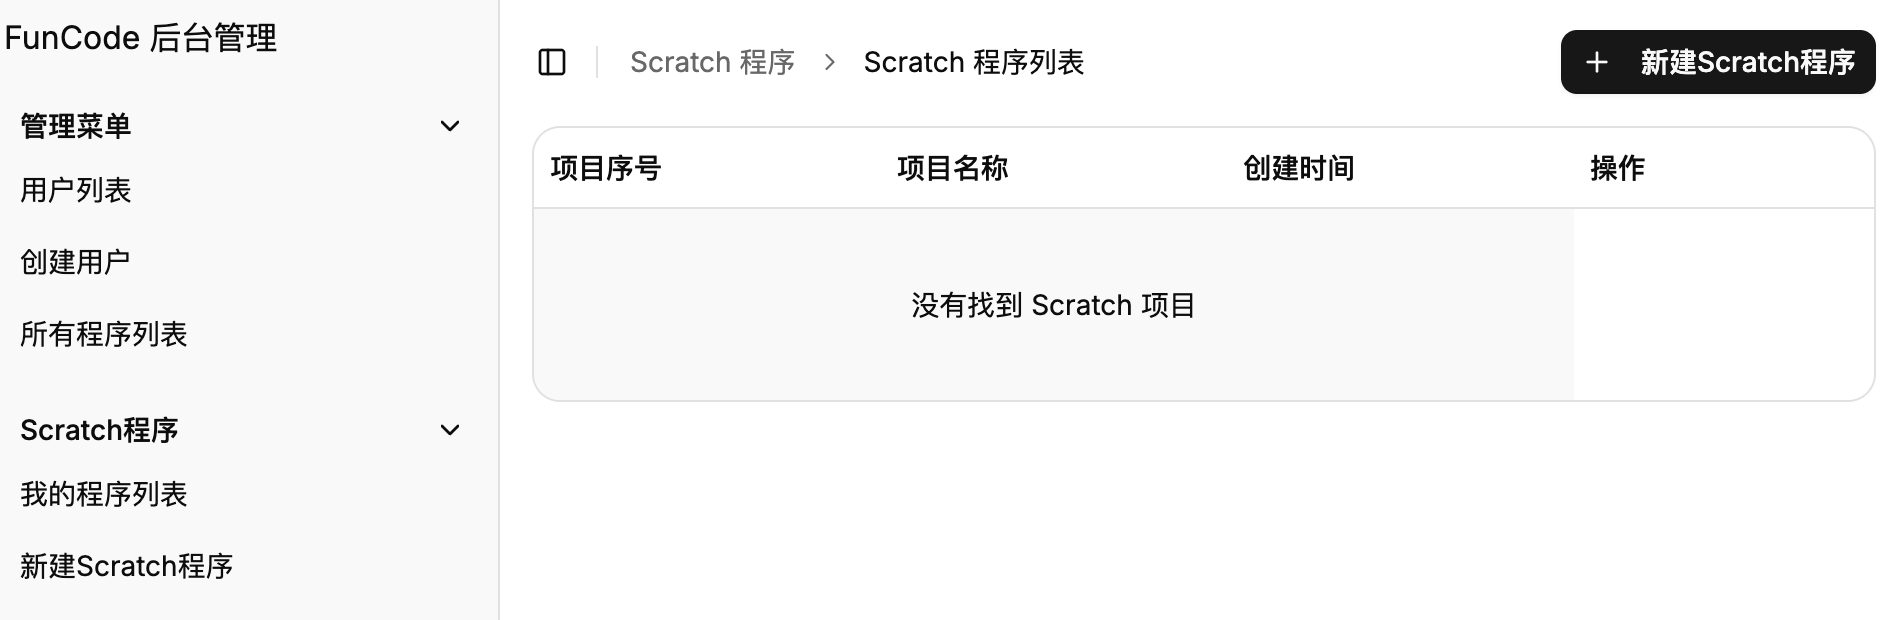 FunCode 后台管理
管理菜单
用户列表
创建用户
所有程序列表
Scratch程序
我的程序列表
新建Scratch程序
Scratch 程序 > Scratch 程序列表
+ 新建Scratch程序
项目序号 项目名称 创建时间 操作
没有找到 Scratch 项目